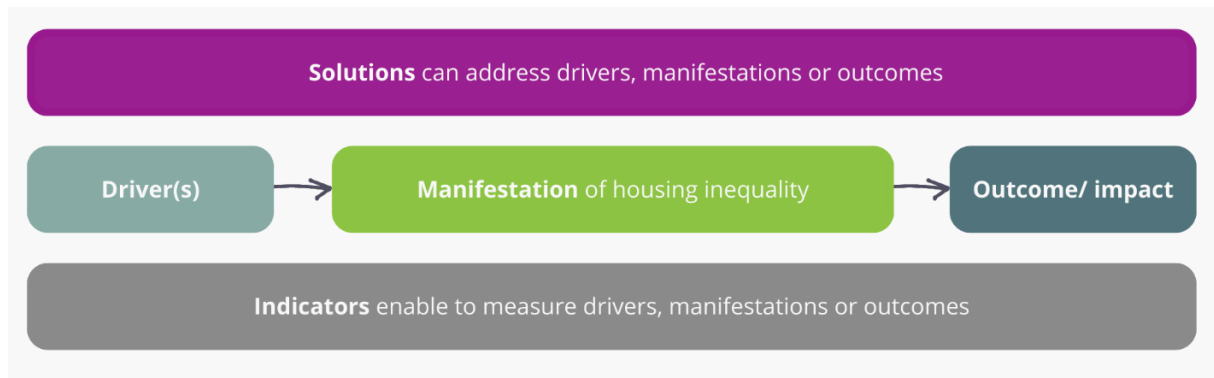 Solutions can address drivers, manifestations or outcomes
Driver(s)
Manifestation of housing inequality
Outcome/ impact
Indicators enable to measure drivers, manifestations or outcomes